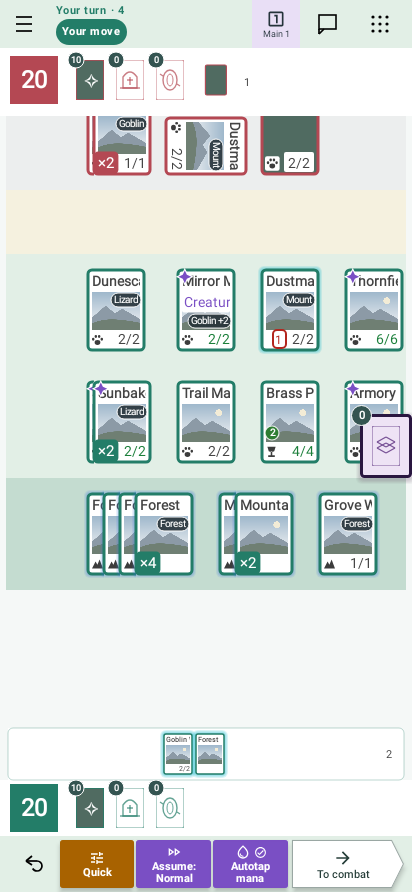 Your turn · 4
Your move
1
Main 1
20
10
0
0
1
Goblin
×2
1/1
2/2
Mount
Dustma
2/2
Dunesca
Lizard
2/2
Mirror M
Creatur
Goblin +2
2/2
Dustma
Mount
1
2/2
Thornfie
6/6
Sunbak
Lizard
×2
2/2
Trail Ma
2/2
Brass P
2
4/4
Armory
0
Fo
Fo
Fo
Forest
Forest
×4
M
Mounta
×2
Grove W
Forest
1/1
Goblin
2/2
Forest
2
20
10
0
0
Quick
Assume:
Normal
Autotap
mana
To combat